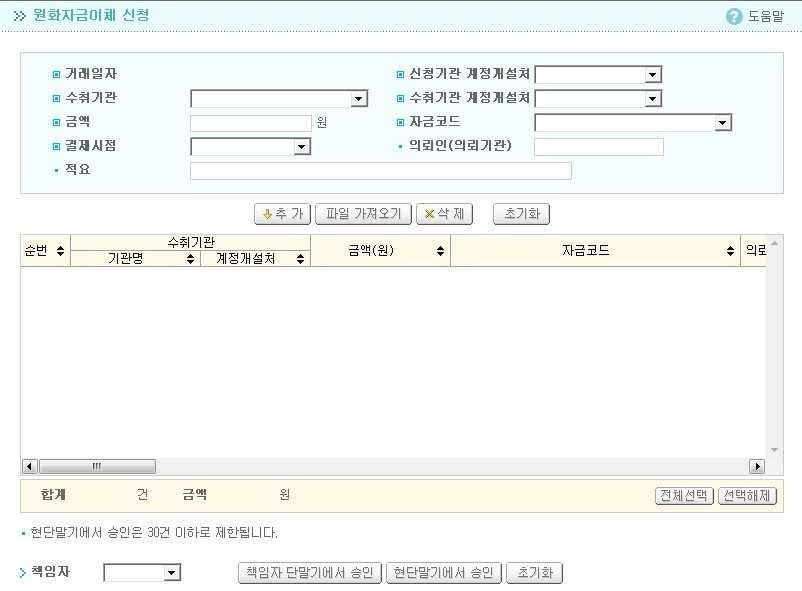 원화자금이체 신청
도움말
거래일자
신청기관 계정개설처
수취기관
수취기관 계정개설처
금액
원
자금코드
결제시점
의뢰인(의뢰기관)
적요
추 가
파일 가져오기
삭 제
초기화
순번
수취기관
기관명
계정개설처
금액(원)
자금코드
의로
합계 건 금액 원
전체선택
선택해제
현단말기에서 승인은 30건 이하로 제한됩니다.
책임자
책임자 단말기에서 승인
현단말기에서 승인
초기화